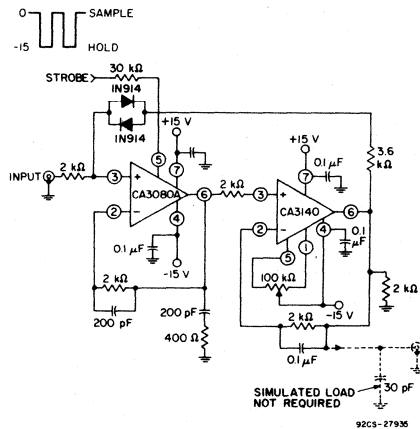 0 SAMPLE
-15 HOLD
STROBE 30 kΩ
1N914
1N914
+15 V
+15 V
INPUT 2 kΩ
3
5
7
+
CA3080A
2
-
6
4
2 kΩ
3
0.1 μF
7
+
CA3140
6
3.6
kΩ
2
-
5
1
4
0.1
μF
0.1 μF
-15 V
100 kΩ
-15 V
2 kΩ
200 pF
200 pF
400 Ω
2 kΩ
0.1 μF
2 kΩ
SIMULATED LOAD
NOT REQUIRED
30 pF
92CS-27935